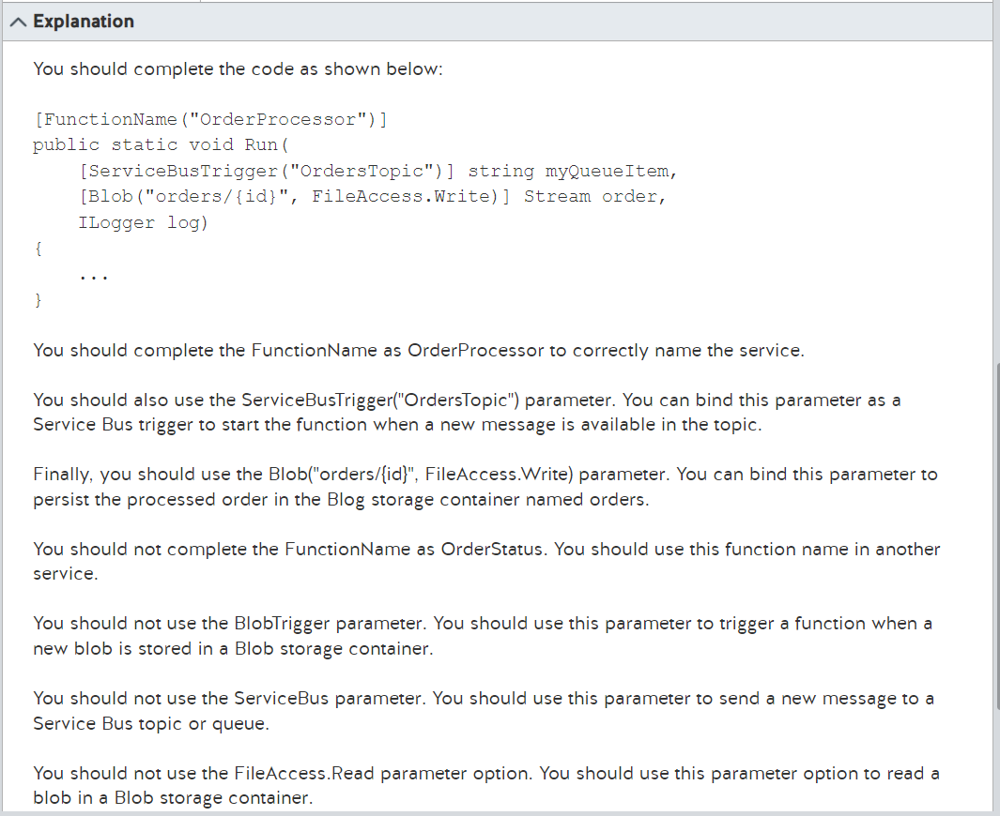 Explanation
You should complete the code as shown below:
[FunctionName("OrderProcessor")]
public static void Run(
[ServiceBusTrigger("OrdersTopic")] string myQueueItem,
[Blob("orders/{id}", FileAccess.Write)] Stream order,
ILogger log)
{
...
}
You should complete the FunctionName as OrderProcessor to correctly name the service.
You should also use the ServiceBusTrigger("OrdersTopic") parameter. You can bind this parameter as a
Service Bus trigger to start the function when a new message is available in the topic.
Finally, you should use the Blob("orders/{id}", FileAccess.Write) parameter. You can bind this parameter to
persist the processed order in the Blog storage container named orders.
You should not complete the FunctionName as OrderStatus. You should use this function name in another
service.
You should not use the BlobTrigger parameter. You should use this parameter to trigger a function when a
new blob is stored in a Blob storage container.
You should not use the ServiceBus parameter. You should use this parameter to send a new message to a
Service Bus topic or queue.
You should not use the FileAccess.Read parameter option. You should use this parameter option to read a
blob in a Blob storage container.